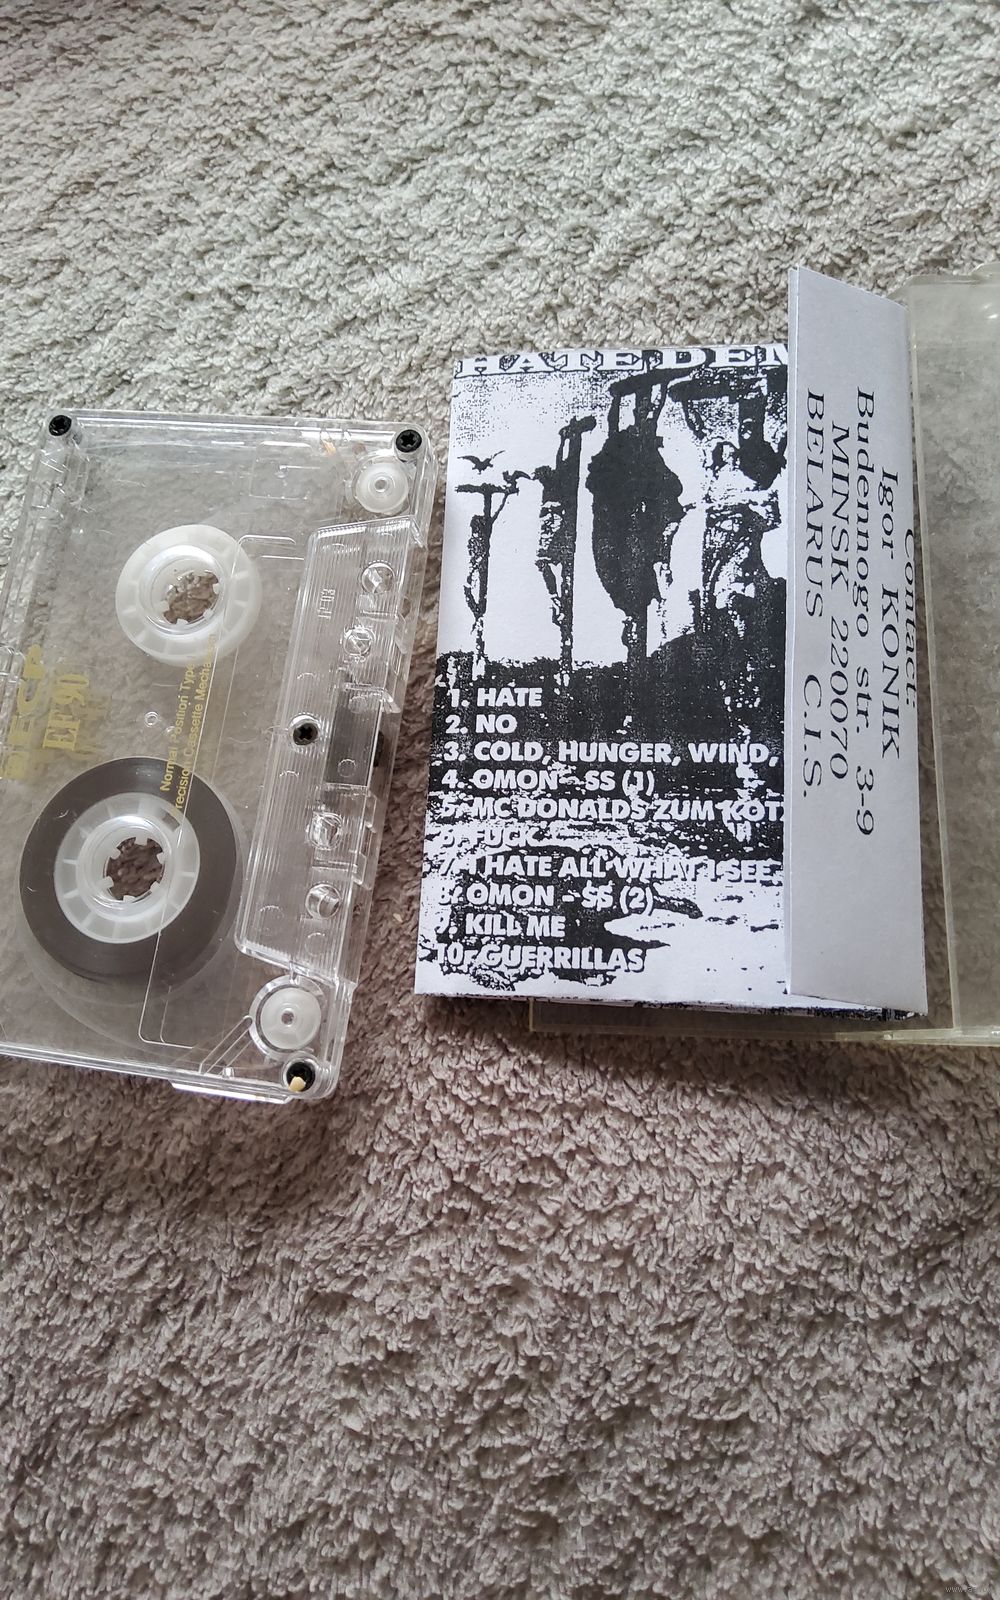 EF 90
Normal Position Type
Precision Cassette Mechanism
HATE DEM
1. HATE
2. NO
3. COLD, HUNGER, WIND,
4. OMON - SS (1)
5. MC DONALDS ZUM KOTZ
6. FUCK
7. I HATE ALL WHAT I SEE
8. OMON - SS (2)
9. KILL ME
10. GUERRILLAS
Contact:
Igor KONIK
Budennogo str. 3-9
MINSK 220070
BELARUS C.I.S.